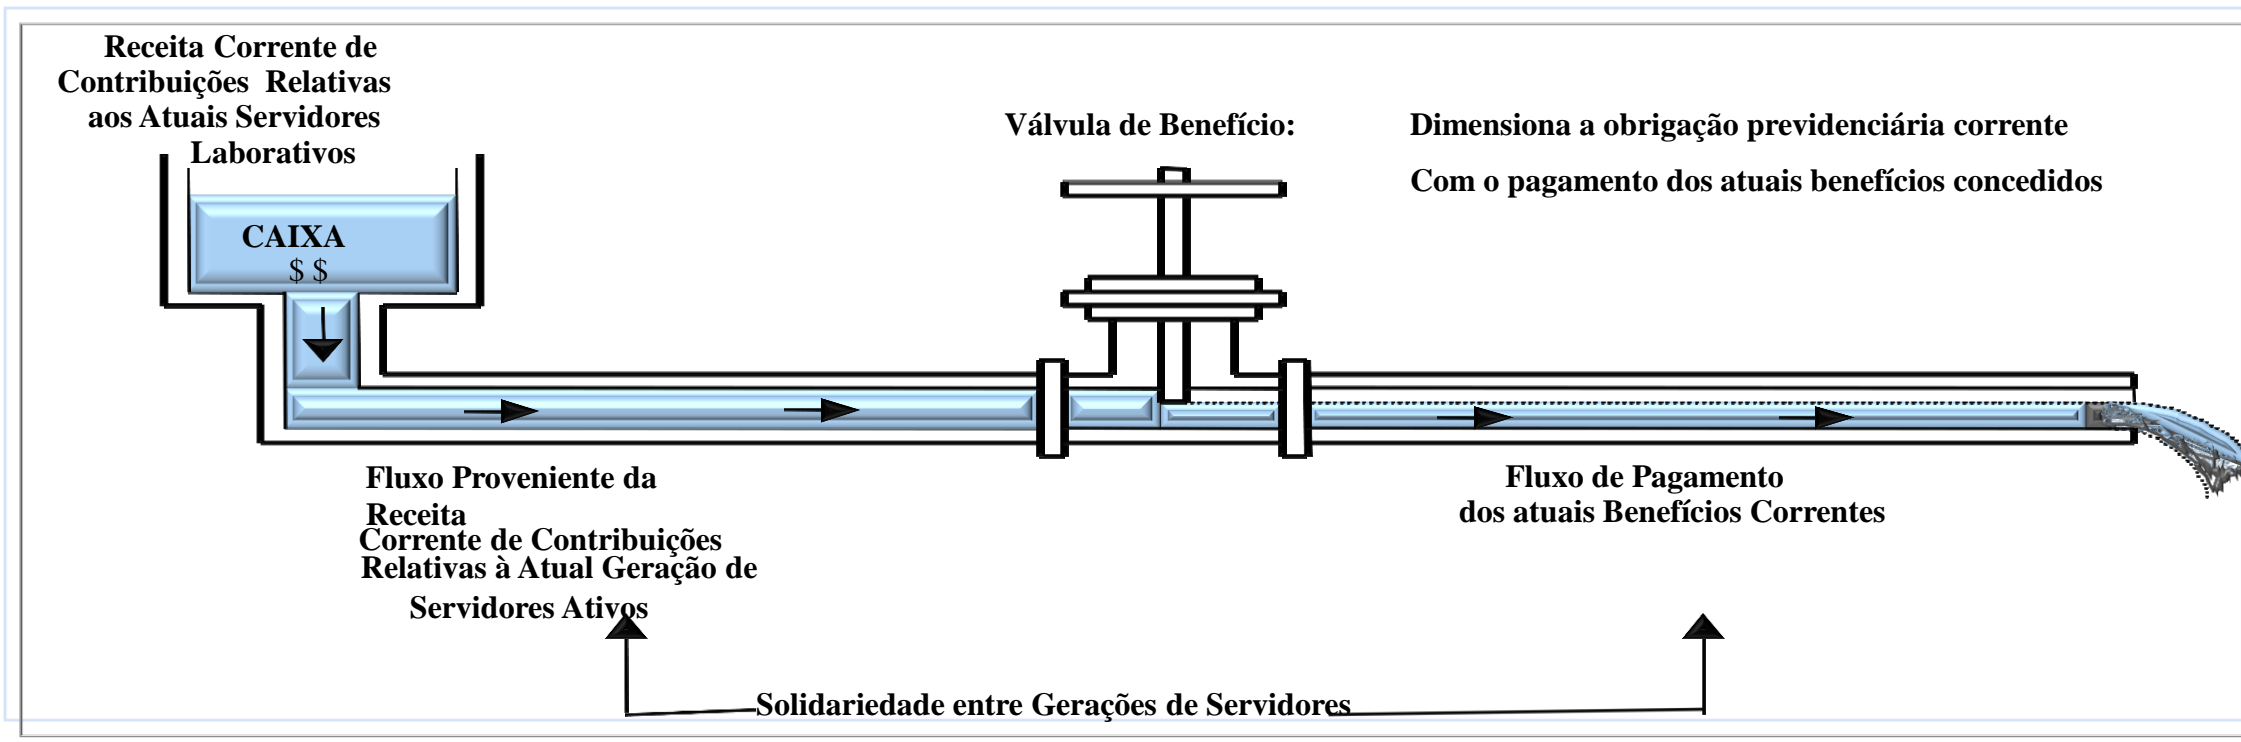 Receita Corrente de
Contribuições Relativas
aos Atuais Servidores
Laborativos
CAIXA
$ $
Válvula de Benefício:
Dimensiona a obrigação previdenciária corrente
Com o pagamento dos atuais benefícios concedidos
Fluxo Proveniente da
Receita
Corrente de Contribuições
Relativas à Atual Geração de
Servidores Ativos
Fluxo de Pagamento
dos atuais Benefícios Correntes
Solidariedade entre Gerações de Servidores